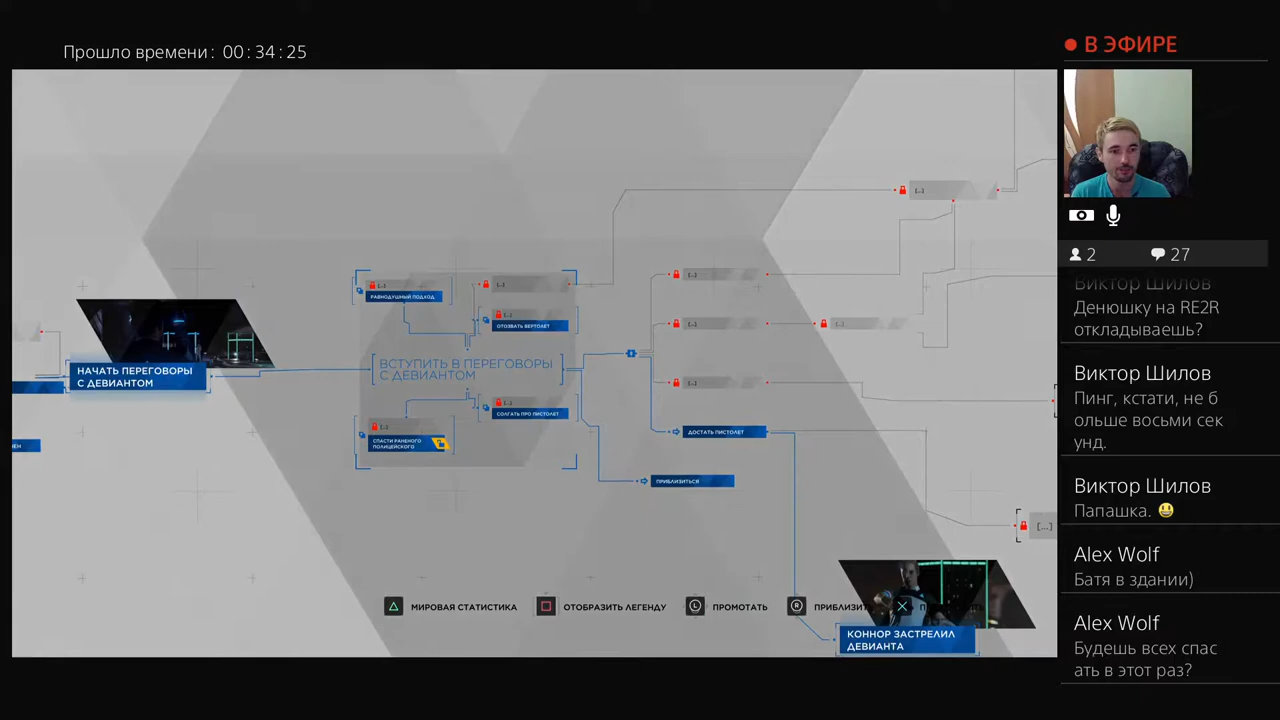 Прошло времени: 00:34:25
В ЭФИРЕ
2
27
[...]
[...]
[...]
РАВНОДУШНЫЙ ПОДХОД
[...]
[...]
ОТОЗВАТЬ ВЕРТОЛЕТ
[...]
[...]
ВСТУПИТЬ В ПЕРЕГОВОРЫ
С ДЕВИАНТОМ
НАЧАТЬ ПЕРЕГОВОРЫ
С ДЕВИАНТОМ
[...]
[...]
СОЛГАТЬ ПРО ПИСТОЛЕТ
[...]
СПАСТИ РАНЕНОГО
ПОЛИЦЕЙСКОГО
ДОСТАТЬ ПИСТОЛЕТ
ЕН
ПРИБЛИЗИТЬСЯ
[...]
МИРОВАЯ СТАТИСТИКА
ОТОБРАЗИТЬ ЛЕГЕНДУ
L
ПРОМОТАТЬ
R
ПРИБЛИЗИТЬ
КОННОР ЗАСТРЕЛИЛ
ДЕВИАНТА
Виктор Шилов
Денюшку на RE2R
откладываешь?
Виктор Шилов
Пинг, кстати, не б
ольше восьми сек
унд.
Виктор Шилов
Папашка. 😃
Alex Wolf
Батя в здании)
Alex Wolf
Будешь всех спас
ать в этот раз?